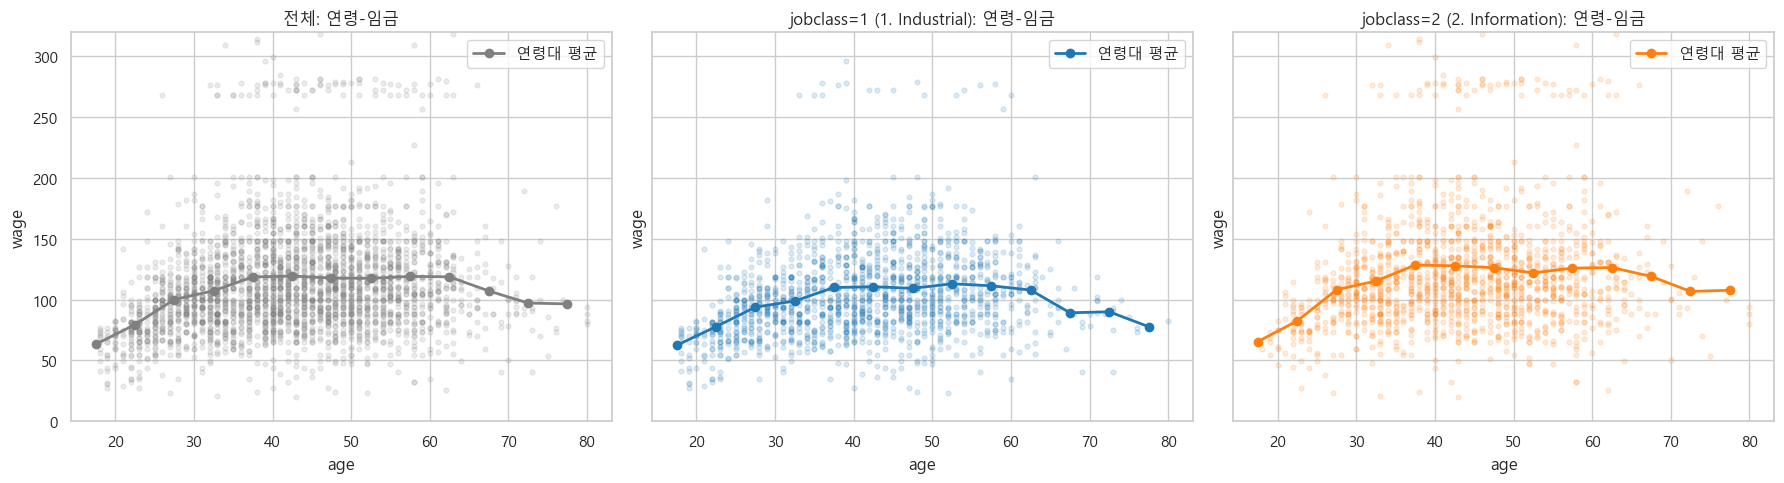 전체: 연령-임금
연령대 평균
wage
300
250
200
150
100
50
0
20 30 40 50 60 70 80
age
jobclass=1 (1. Industrial): 연령-임금
연령대 평균
wage
20 30 40 50 60 70 80
age
jobclass=2 (2. Information): 연령-임금
연령대 평균
wage
20 30 40 50 60 70 80
age